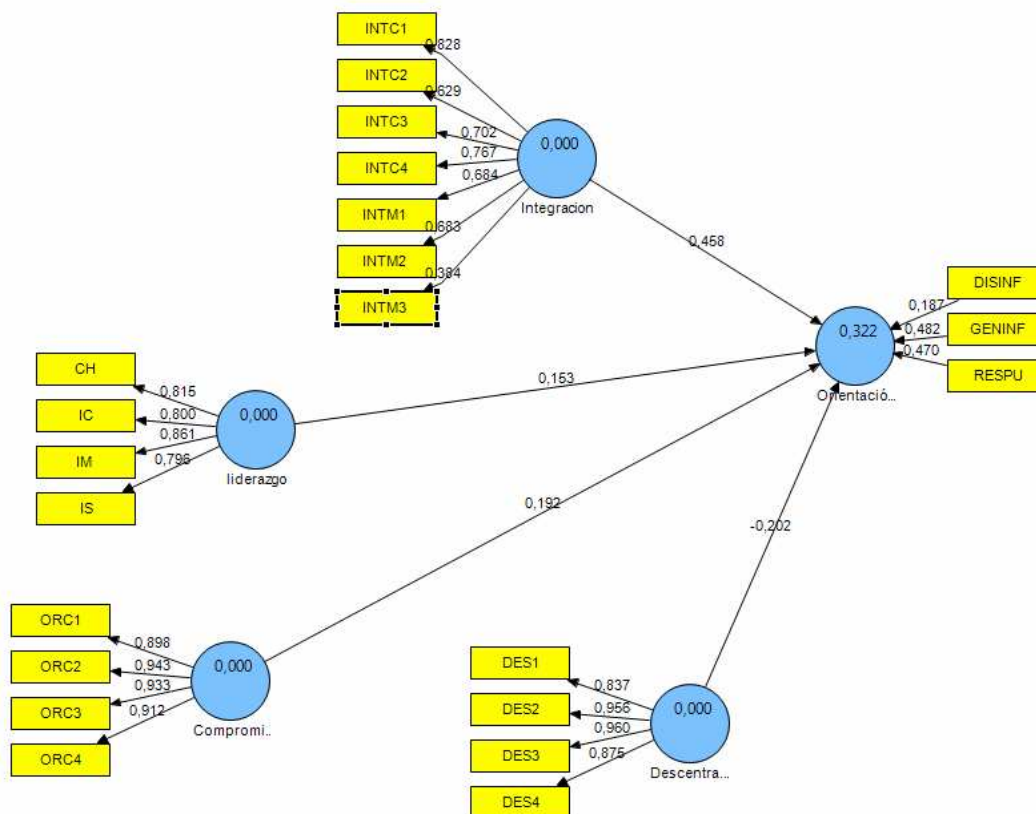 INTC1
0,828
INTC2
0,629
INTC3
0,702
INTC4
0,767
0,684
INTM1
INTM2
0,683
INTM3
0,384
0,000
Integracion
0,458
DISINF
0,187
GENINF
0,482
RESPU
0,470
0,322
Orientació...
CH
0,815
IC
0,800
IM
0,861
IS
0,796
0,000
liderazgo
0,153
0,192
-0,202
ORC1
0,898
ORC2
0,943
ORC3
0,933
ORC4
0,912
0,000
Compromi..
DES1
0,837
DES2
0,956
DES3
0,960
DES4
0,875
0,000
Descentra...